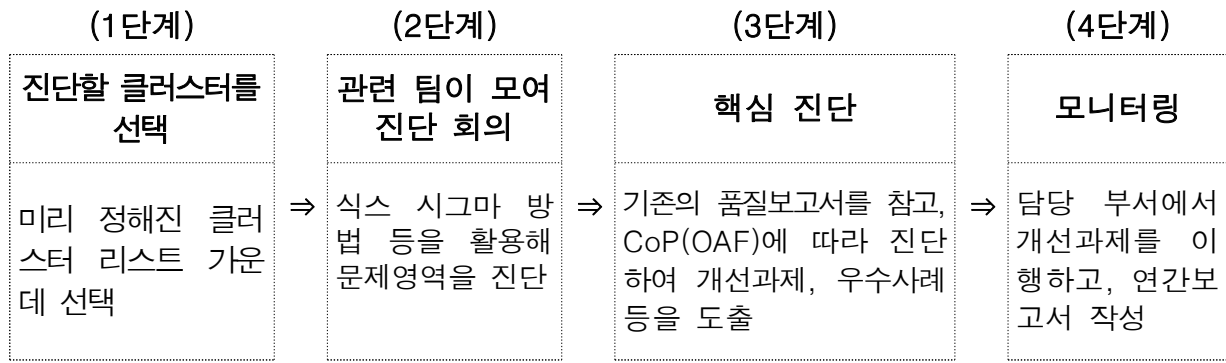 (1단계)
진단할 클러스터를
선택
미리 정해진 클러
스터 리스트 가운
데 선택
⇒
(2단계)
관련 팀이 모여
진단 회의
식스 시그마 방
법 등을 활용해
문제영역을 진단
⇒
(3단계)
핵심 진단
기존의 품질보고서를 참고,
CoP(OAF)에 따라 진단
하여 개선과제, 우수사례
등을 도출
⇒
(4단계)
모니터링
담당 부서에서
개선과제를 이
행하고, 연간보
고서 작성